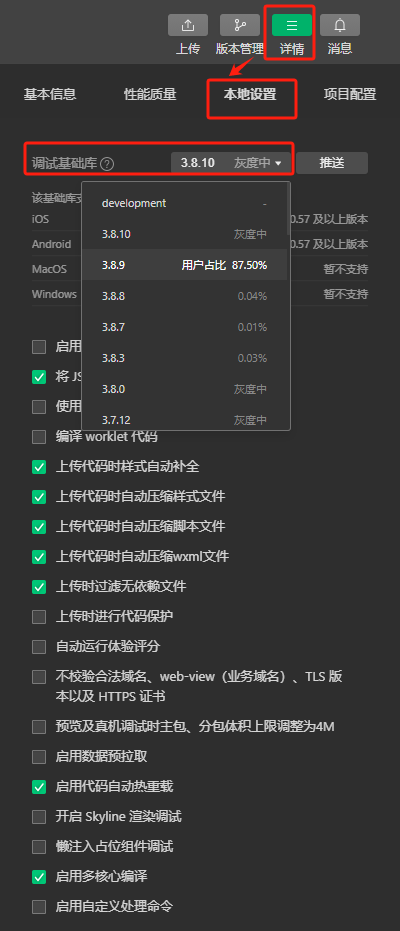 上传 版本管理 详情 消息
基本信息 性能质量 本地设置 项目配置
调试基础库 ? 3.8.10 灰度中 推送
该基础库支
development -
iOS 0.57 及以上版本
3.8.10 灰度中
Android 0.57 及以上版本
3.8.9 用户占比 87.50%
MacOS 暂不支持
3.8.8 0.04%
Windows 暂不支持
3.8.7 0.01%
3.8.3 0.03%
3.8.0 灰度中
3.7.12 灰度中
启用
将 JS
使用
编译 worklet 代码
上传代码时样式自动补全
上传代码时自动压缩样式文件
上传代码时自动压缩脚本文件
上传代码时自动压缩wxml文件
上传时过滤无依赖文件
上传时进行代码保护
自动运行体验评分
不校验合法域名、web-view（业务域名）、TLS 版
本以及 HTTPS 证书
预览及真机调试时主包、分包体积上限调整为4M
启用数据预拉取
启用代码自动热重载
开启 Skyline 渲染调试
懒注入占位组件调试
启用多核心编译
启用自定义处理命令